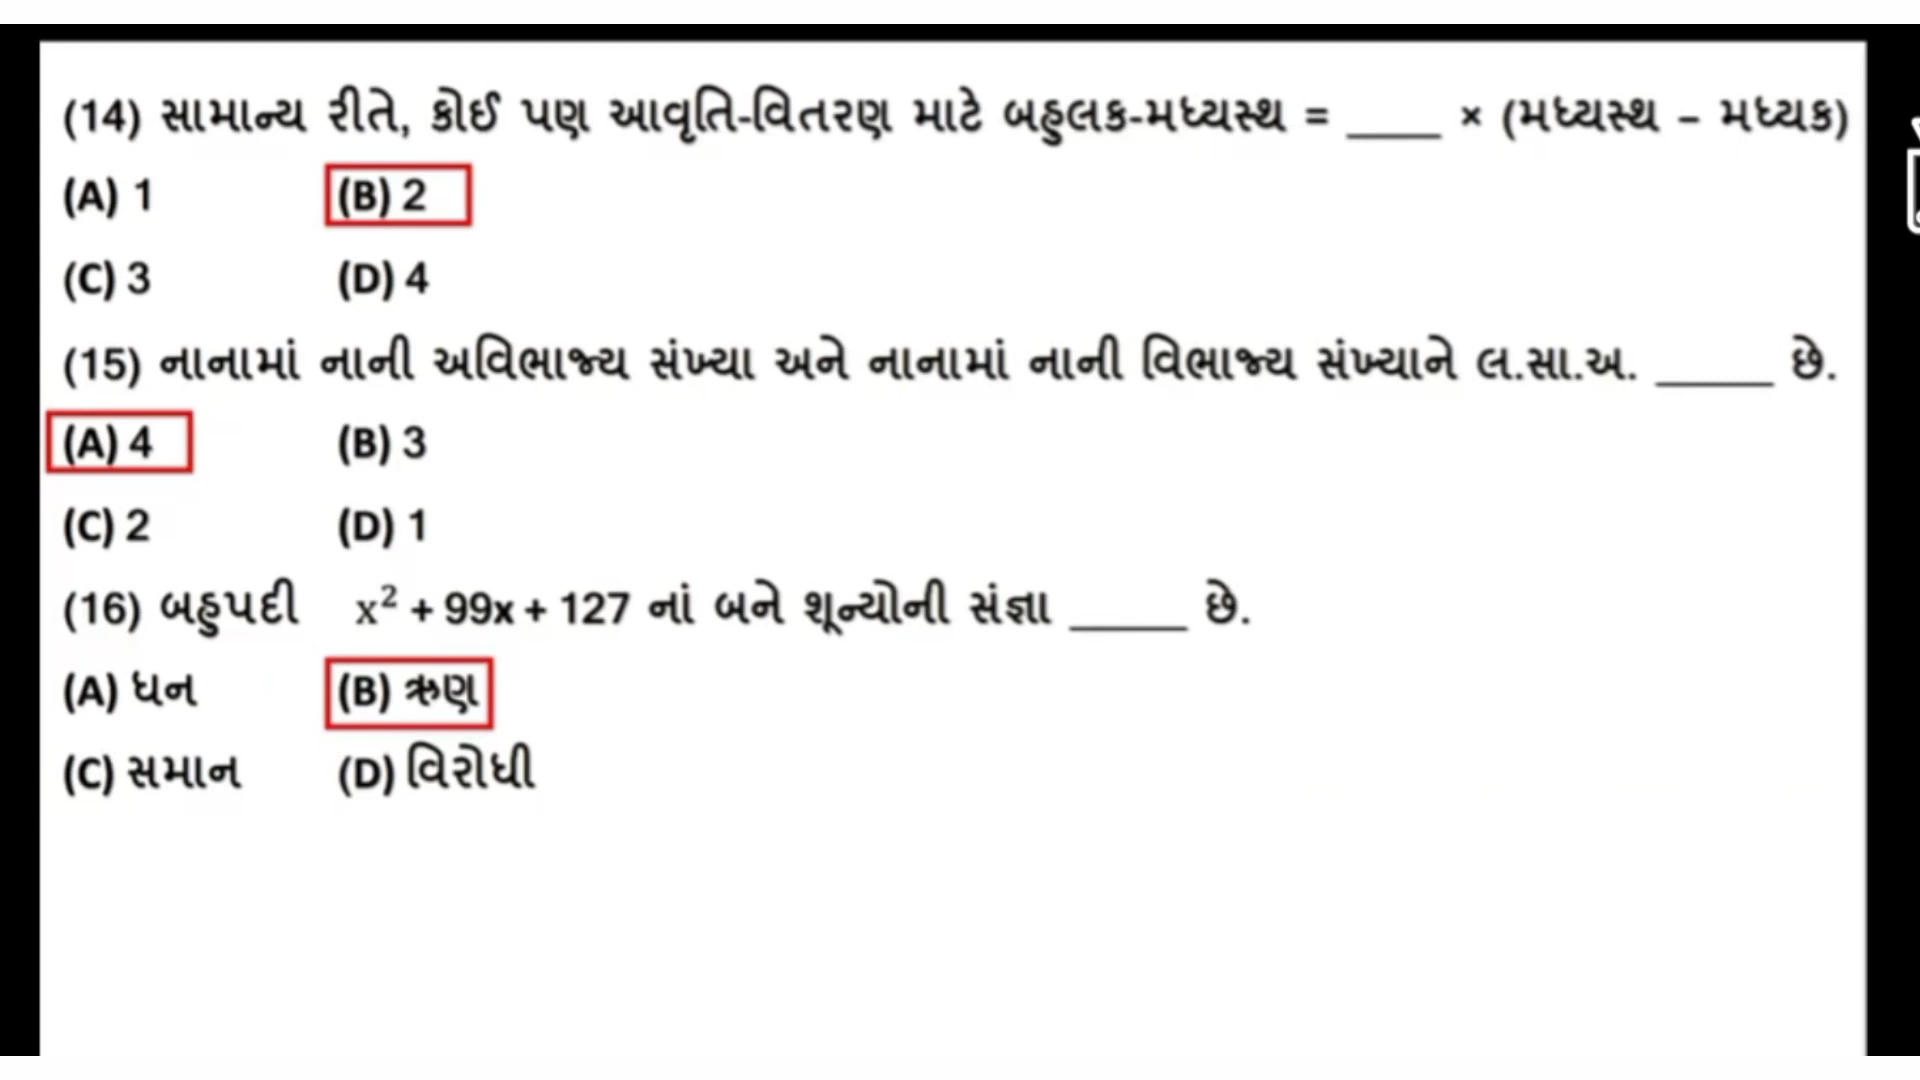 (14) સામાન્ય રીતે, કોઈ પણ આવૃતિ-વિતરણ માટે બહુલક-મધ્યસ્થ = ____ × (મધ્યસ્થ – મધ્યક)
(A) 1 (B) 2
(C) 3 (D) 4
(15) નાનામાં નાની અવિભાજ્ય સંખ્યા અને નાનામાં નાની વિભાજ્ય સંખ્યાને લ.સા.અ. _____ છે.
(A) 4 (B) 3
(C) 2 (D) 1
(16) બહુપદી x² + 99x + 127 નાં બને શૂન્યોની સંજ્ઞા _____ છે.
(A) ધન (B) ઋણ
(C) સમાન (D) વિરોધી